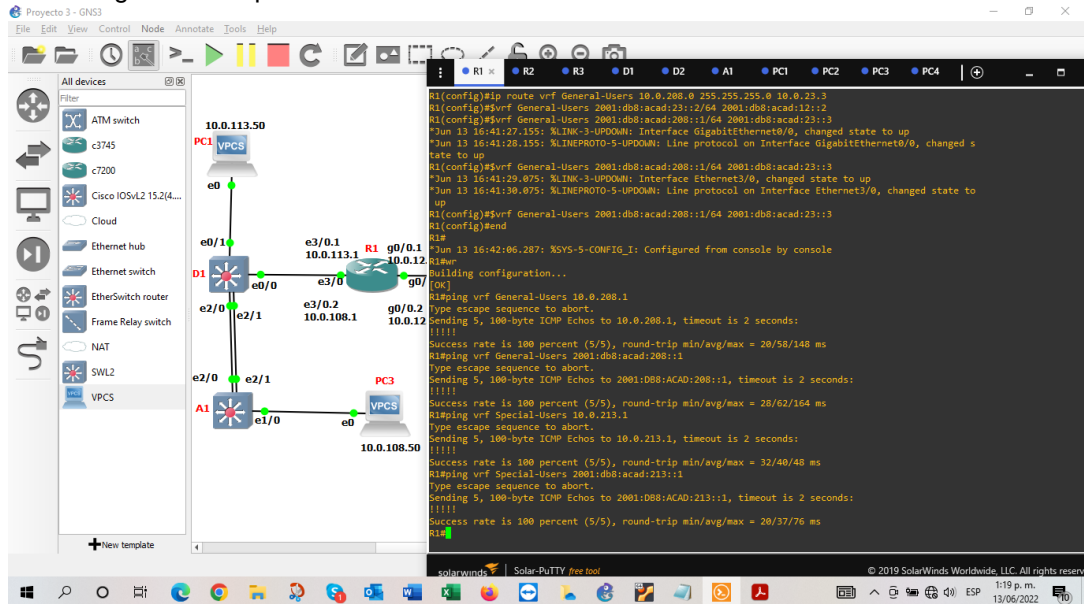 Proyecto 3 - GNS3
File Edit View Control Node Annotate Tools Help
All devices
Filter
ATM switch
c3745
c7200
Cisco IOSvL2 15.2(4....
Cloud
Ethernet hub
Ethernet switch
EtherSwitch router
Frame Relay switch
NAT
SWL2
VPCS
New template
10.0.113.50
PC1
VPCS
e0
e0/1
D1
e0/0
e2/0
e2/1
e3/0.1
10.0.113.1
R1
g0/0.1
10.0.12
e3/0
g0/
e3/0.2
10.0.108.1
g0/0.2
10.0.12
e2/0
e2/1
A1
e1/0
PC3
VPCS
e0
10.0.108.50
R1 R2 R3 D1 D2 A1 PC1 PC2 PC3 PC4
R1(config)#ip route vrf General-Users 10.0.208.0 255.255.255.0 10.0.23.3
R1(config)#$vrf General-Users 2001:db8:acad:23::2/64 2001:db8:acad:12::2
R1(config)#$vrf General-Users 2001:db8:acad:208::1/64 2001:db8:acad:23::3
*Jun 13 16:41:27.155: %LINK-3-UPDOWN: Interface GigabitEthernet0/0, changed state to up
*Jun 13 16:41:28.155: %LINEPROTO-5-UPDOWN: Line protocol on Interface GigabitEthernet0/0, changed s
tate to up
R1(config)#$vrf General-Users 2001:db8:acad:208::1/64 2001:db8:acad:23::3
*Jun 13 16:41:29.075: %LINK-3-UPDOWN: Interface Ethernet3/0, changed state to up
*Jun 13 16:41:30.075: %LINEPROTO-5-UPDOWN: Line protocol on Interface Ethernet3/0, changed state to
up
R1(config)#$vrf General-Users 2001:db8:acad:208::1/64 2001:db8:acad:23::3
R1(config)#end
R1#
*Jun 13 16:42:06.287: %SYS-5-CONFIG_I: Configured from console by console
R1#wr
Building configuration...
[OK]
R1#ping vrf General-Users 10.0.208.1
Type escape sequence to abort.
Sending 5, 100-byte ICMP Echos to 10.0.208.1, timeout is 2 seconds:
!!!!!
Success rate is 100 percent (5/5), round-trip min/avg/max = 20/58/148 ms
R1#ping vrf General-Users 2001:db8:acad:208::1
Type escape sequence to abort.
Sending 5, 100-byte ICMP Echos to 2001:DB8:ACAD:208::1, timeout is 2 seconds:
!!!!!
Success rate is 100 percent (5/5), round-trip min/avg/max = 28/62/164 ms
R1#ping vrf Special-Users 10.0.213.1
Type escape sequence to abort.
Sending 5, 100-byte ICMP Echos to 10.0.213.1, timeout is 2 seconds:
!!!!!
Success rate is 100 percent (5/5), round-trip min/avg/max = 32/40/48 ms
R1#ping vrf Special-Users 2001:db8:acad:213::1
Type escape sequence to abort.
Sending 5, 100-byte ICMP Echos to 2001:DB8:ACAD:213::1, timeout is 2 seconds:
!!!!!
Success rate is 100 percent (5/5), round-trip min/avg/max = 20/37/76 ms
R1#
solarwinds Solar-PuTTY free tool © 2019 SolarWinds Worldwide, LLC. All rights reserv
ESP
1:19 p. m.
13/06/2022
10